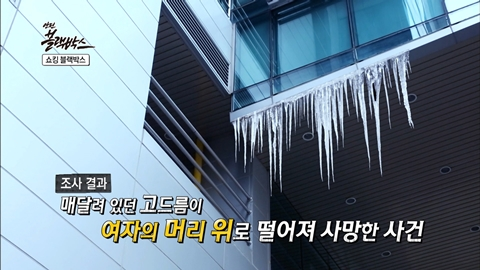 안전
블랙박스
쇼킹 블랙박스
조사 결과
매달려 있던 고드름이
여자의 머리 위로 떨어져 사망한 사건